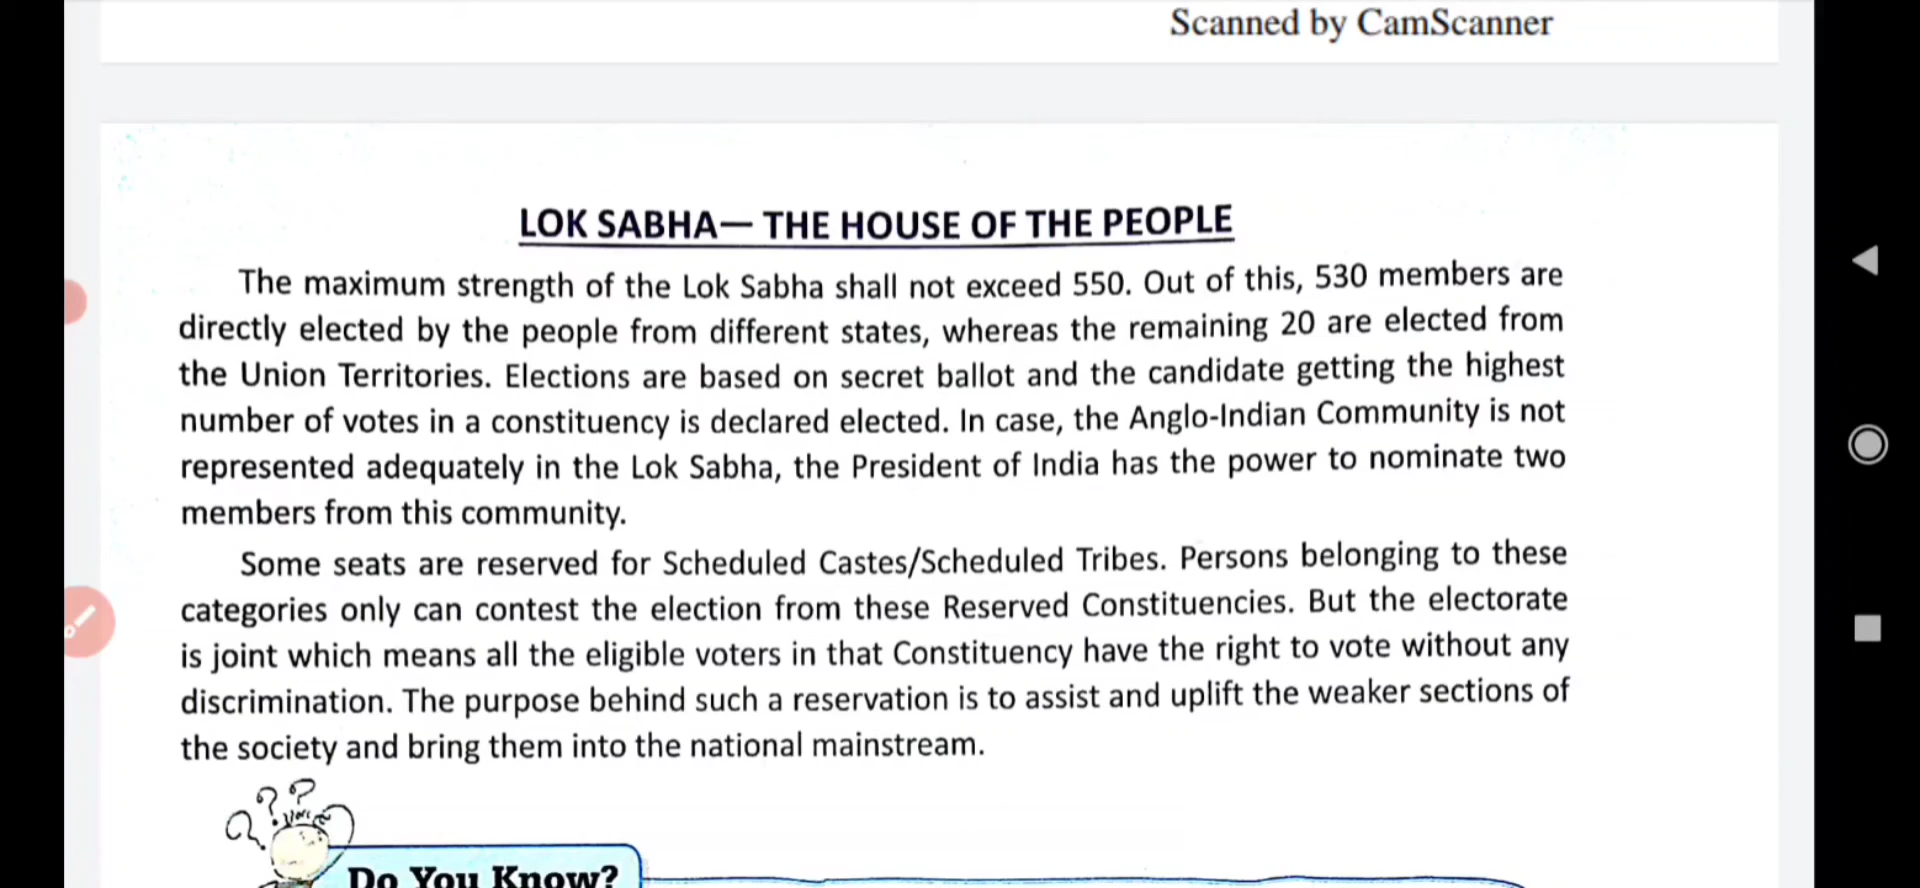 Scanned by CamScanner
LOK SABHA— THE HOUSE OF THE PEOPLE
The maximum strength of the Lok Sabha shall not exceed 550. Out of this, 530 members are
directly elected by the people from different states, whereas the remaining 20 are elected from
the Union Territories. Elections are based on secret ballot and the candidate getting the highest
number of votes in a constituency is declared elected. In case, the Anglo-Indian Community is not
represented adequately in the Lok Sabha, the President of India has the power to nominate two
members from this community.
Some seats are reserved for Scheduled Castes/Scheduled Tribes. Persons belonging to these
categories only can contest the election from these Reserved Constituencies. But the electorate
is joint which means all the eligible voters in that Constituency have the right to vote without any
discrimination. The purpose behind such a reservation is to assist and uplift the weaker sections of
the society and bring them into the national mainstream.
???
Do You Know?